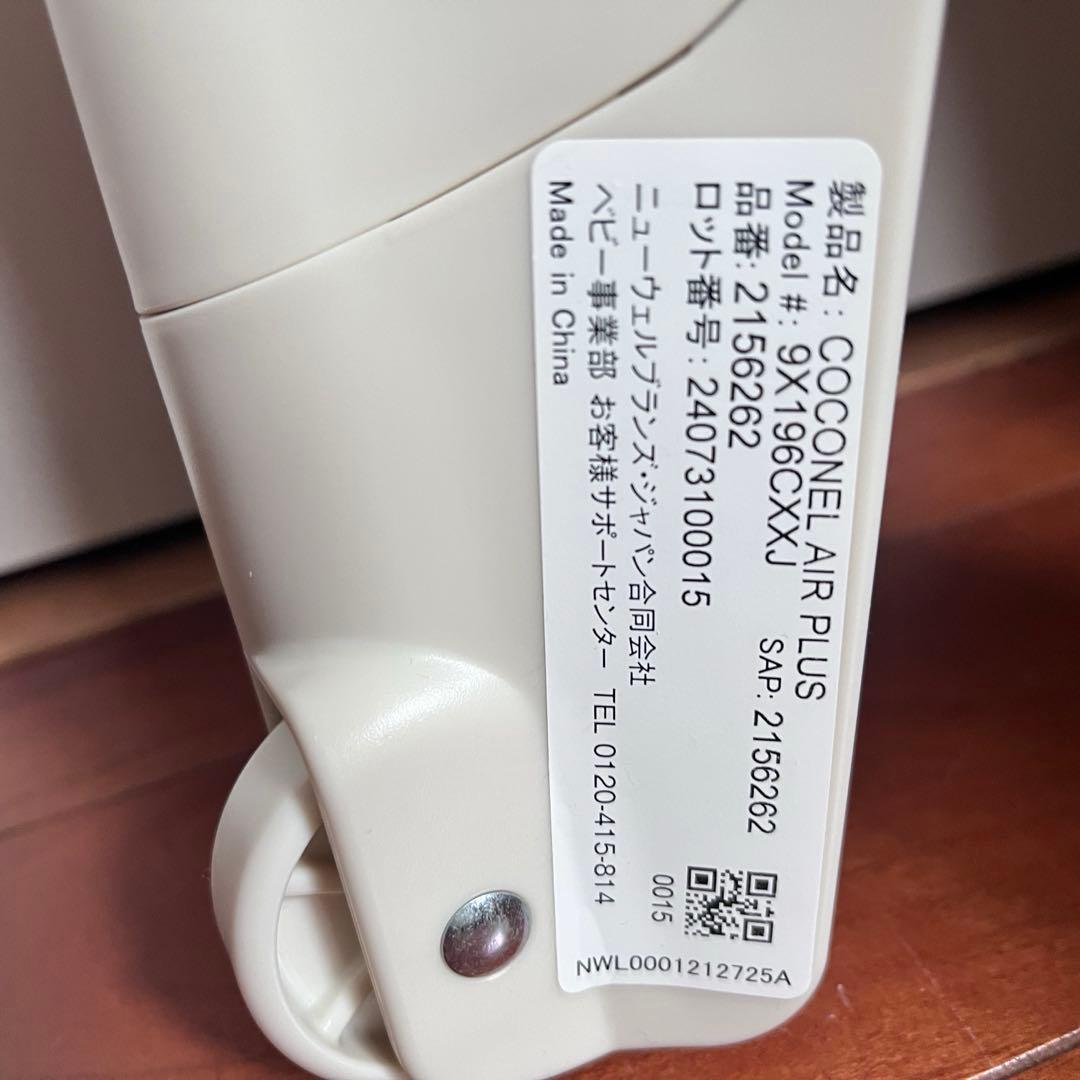 製品名: COCONEL AIR PLUS
Model #: 9X196CXXJ
品番: 2156262 SAP: 2156262
ロット番号: 24073100015
ニューウェルブランズ・ジャパン合同会社
ベビー事業部 お客様サポートセンター TEL 0120-415-814
Made in China
0015
NWL0001212725A